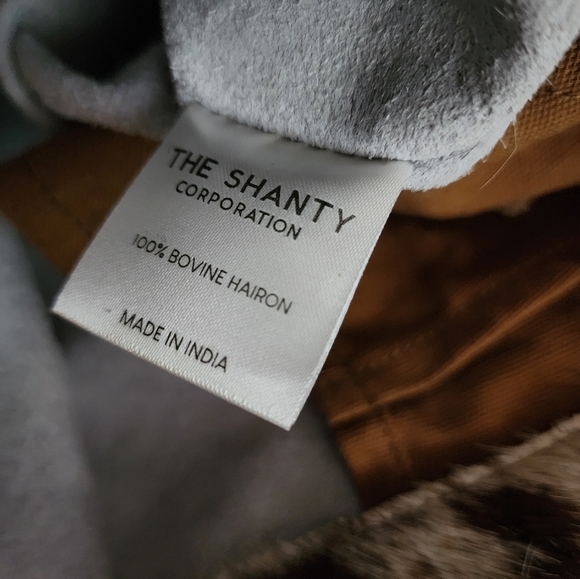 THE SHANTY
CORPORATION
100% BOVINE HAIRON
MADE IN INDIA